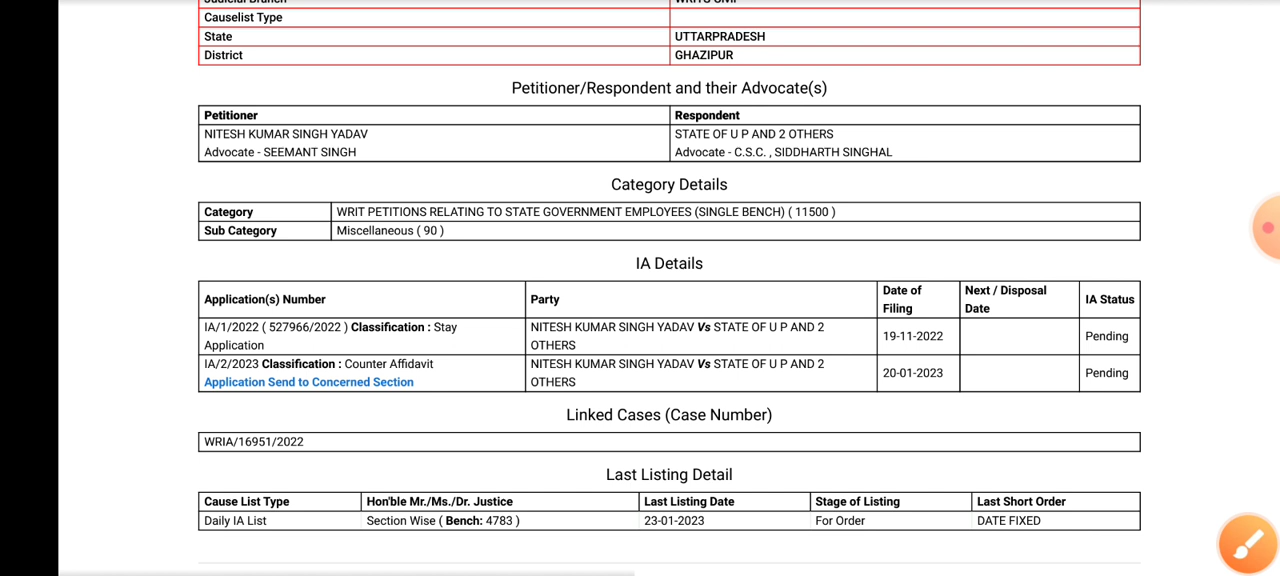 Judicial Branch WRITS CIVIL
Causelist Type
State UTTARPRADESH
District GHAZIPUR
Petitioner/Respondent and their Advocate(s)
Petitioner Respondent
NITESH KUMAR SINGH YADAV STATE OF U P AND 2 OTHERS
Advocate - SEEMANT SINGH Advocate - C.S.C. , SIDDHARTH SINGHAL
Category Details
Category WRIT PETITIONS RELATING TO STATE GOVERNMENT EMPLOYEES (SINGLE BENCH) ( 11500 )
Sub Category Miscellaneous ( 90 )
IA Details
Application(s) Number Party Date of Filing Next / Disposal Date IA Status
IA/1/2022 ( 527966/2022 ) Classification : Stay Application NITESH KUMAR SINGH YADAV Vs STATE OF U P AND 2 OTHERS 19-11-2022 Pending
IA/2/2023 Classification : Counter Affidavit NITESH KUMAR SINGH YADAV Vs STATE OF U P AND 2 OTHERS 20-01-2023 Pending
Application Send to Concerned Section
Linked Cases (Case Number)
WRIA/16951/2022
Last Listing Detail
Cause List Type Hon'ble Mr./Ms./Dr. Justice Last Listing Date Stage of Listing Last Short Order
Daily IA List Section Wise ( Bench: 4783 ) 23-01-2023 For Order DATE FIXED